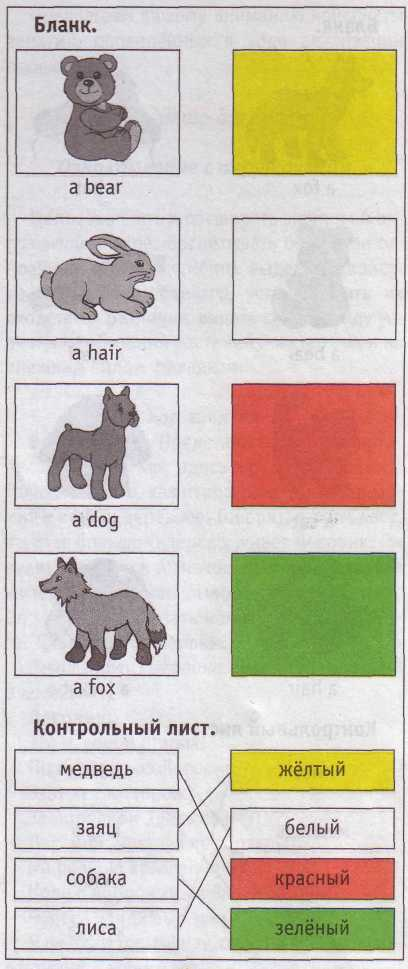 Бланк.
a bear
a hair
a dog
a fox
Контрольный лист.
медведь жёлтый
заяц белый
собака красный
лиса зелёный